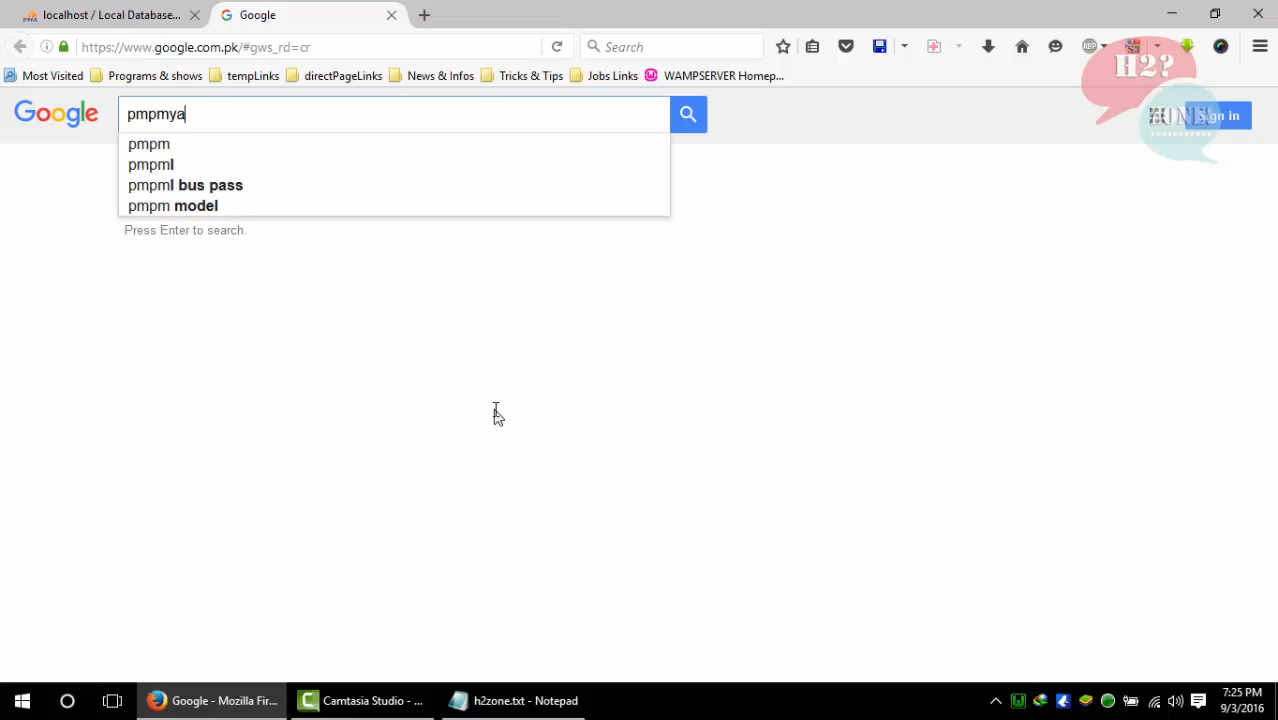 localhost / Local Database...
Google
https://www.google.com.pk/#gws_rd=cr
Search
ABP
Most Visited
Programs & shows
tempLinks
directPageLinks
News & Infos
Tricks & Tips
Jobs Links
WAMPSERVER Homep...
H2?
Google
pmpmya
Sign in
pmpm
pmpml
pmpml bus pass
pmpm model
Press Enter to search.
Google - Mozilla Fir...
Camtasia Studio - ...
h2zone.txt - Notepad
7:25 PM
9/3/2016